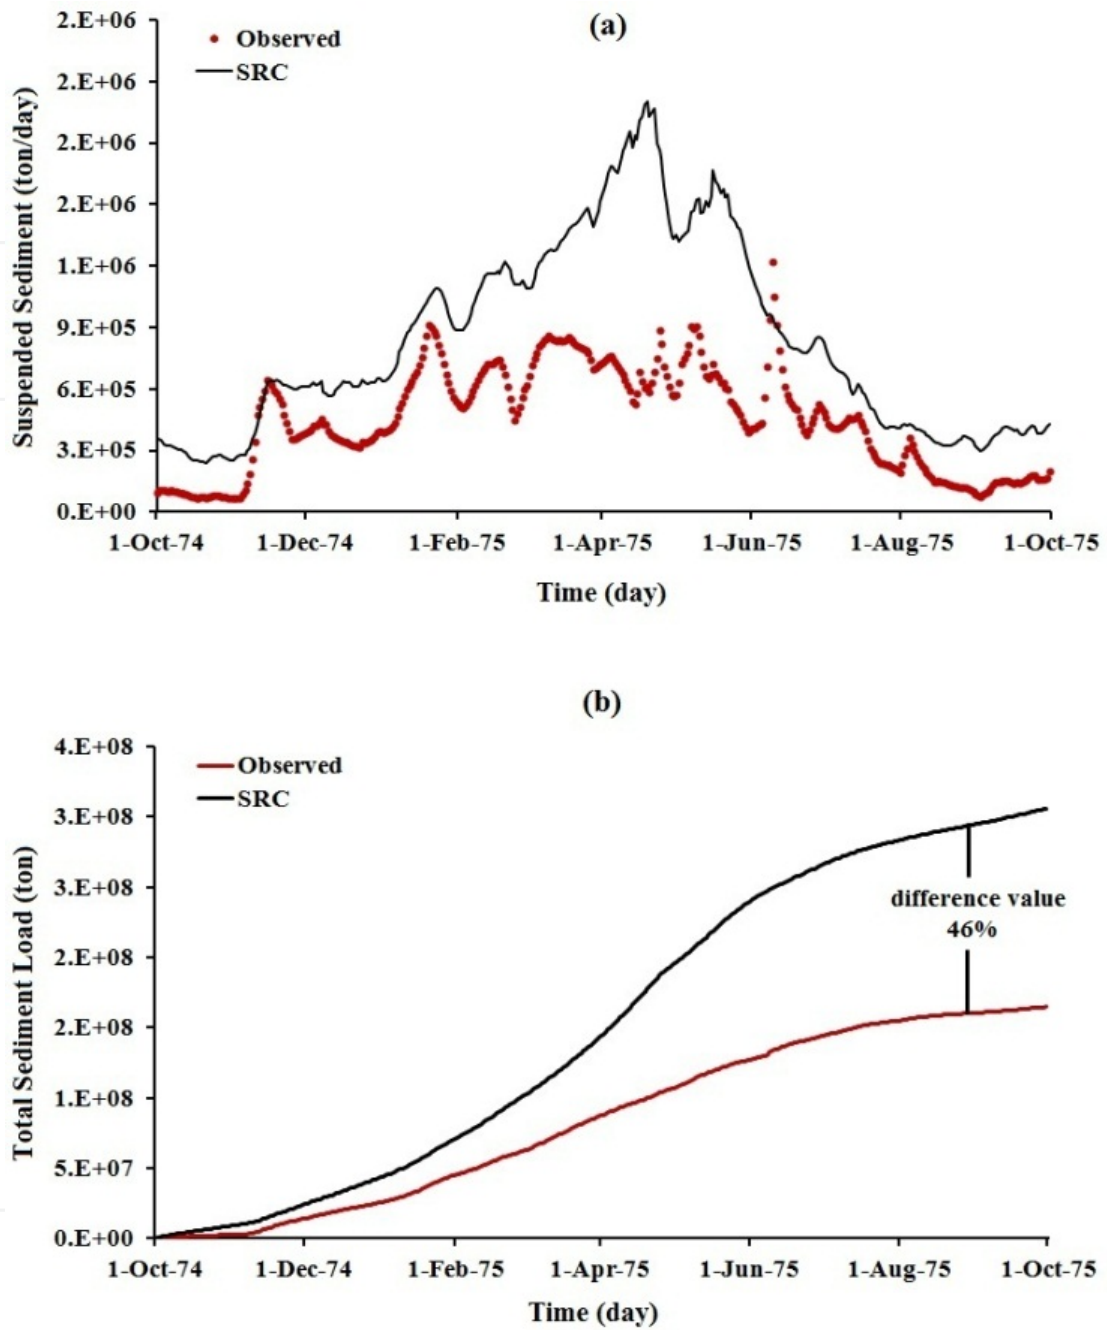 (a)
Observed
SRC
2.E+06
2.E+06
2.E+06
2.E+06
1.E+06
9.E+05
6.E+05
3.E+05
0.E+00
Suspended Sediment (ton/day)
1-Oct-74 1-Dec-74 1-Feb-75 1-Apr-75 1-Jun-75 1-Aug-75 1-Oct-75
Time (day)
(b)
Observed
SRC
4.E+08
3.E+08
3.E+08
2.E+08
2.E+08
1.E+08
5.E+07
0.E+00
Total Sediment Load (ton)
difference value
46%
1-Oct-74 1-Dec-74 1-Feb-75 1-Apr-75 1-Jun-75 1-Aug-75 1-Oct-75
Time (day)